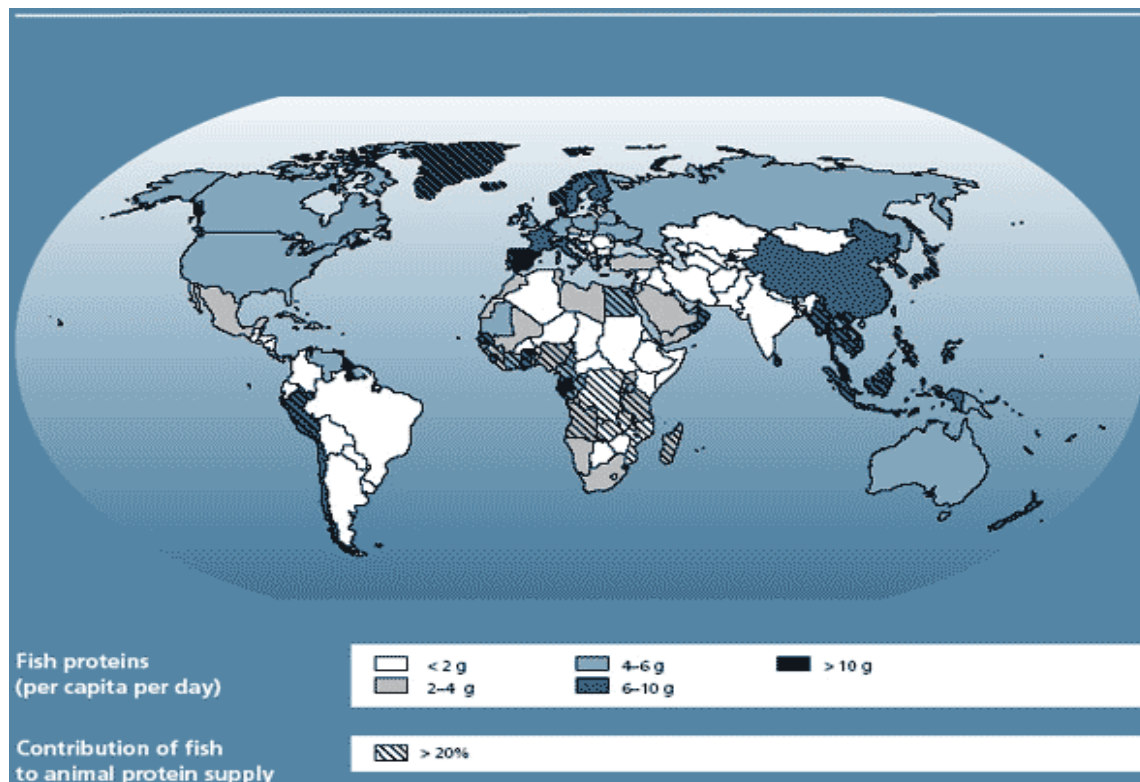 Fish proteins
(per capita per day)
< 2 g
4–6 g
> 10 g
2–4 g
6–10 g
Contribution of fish
to animal protein supply
> 20%